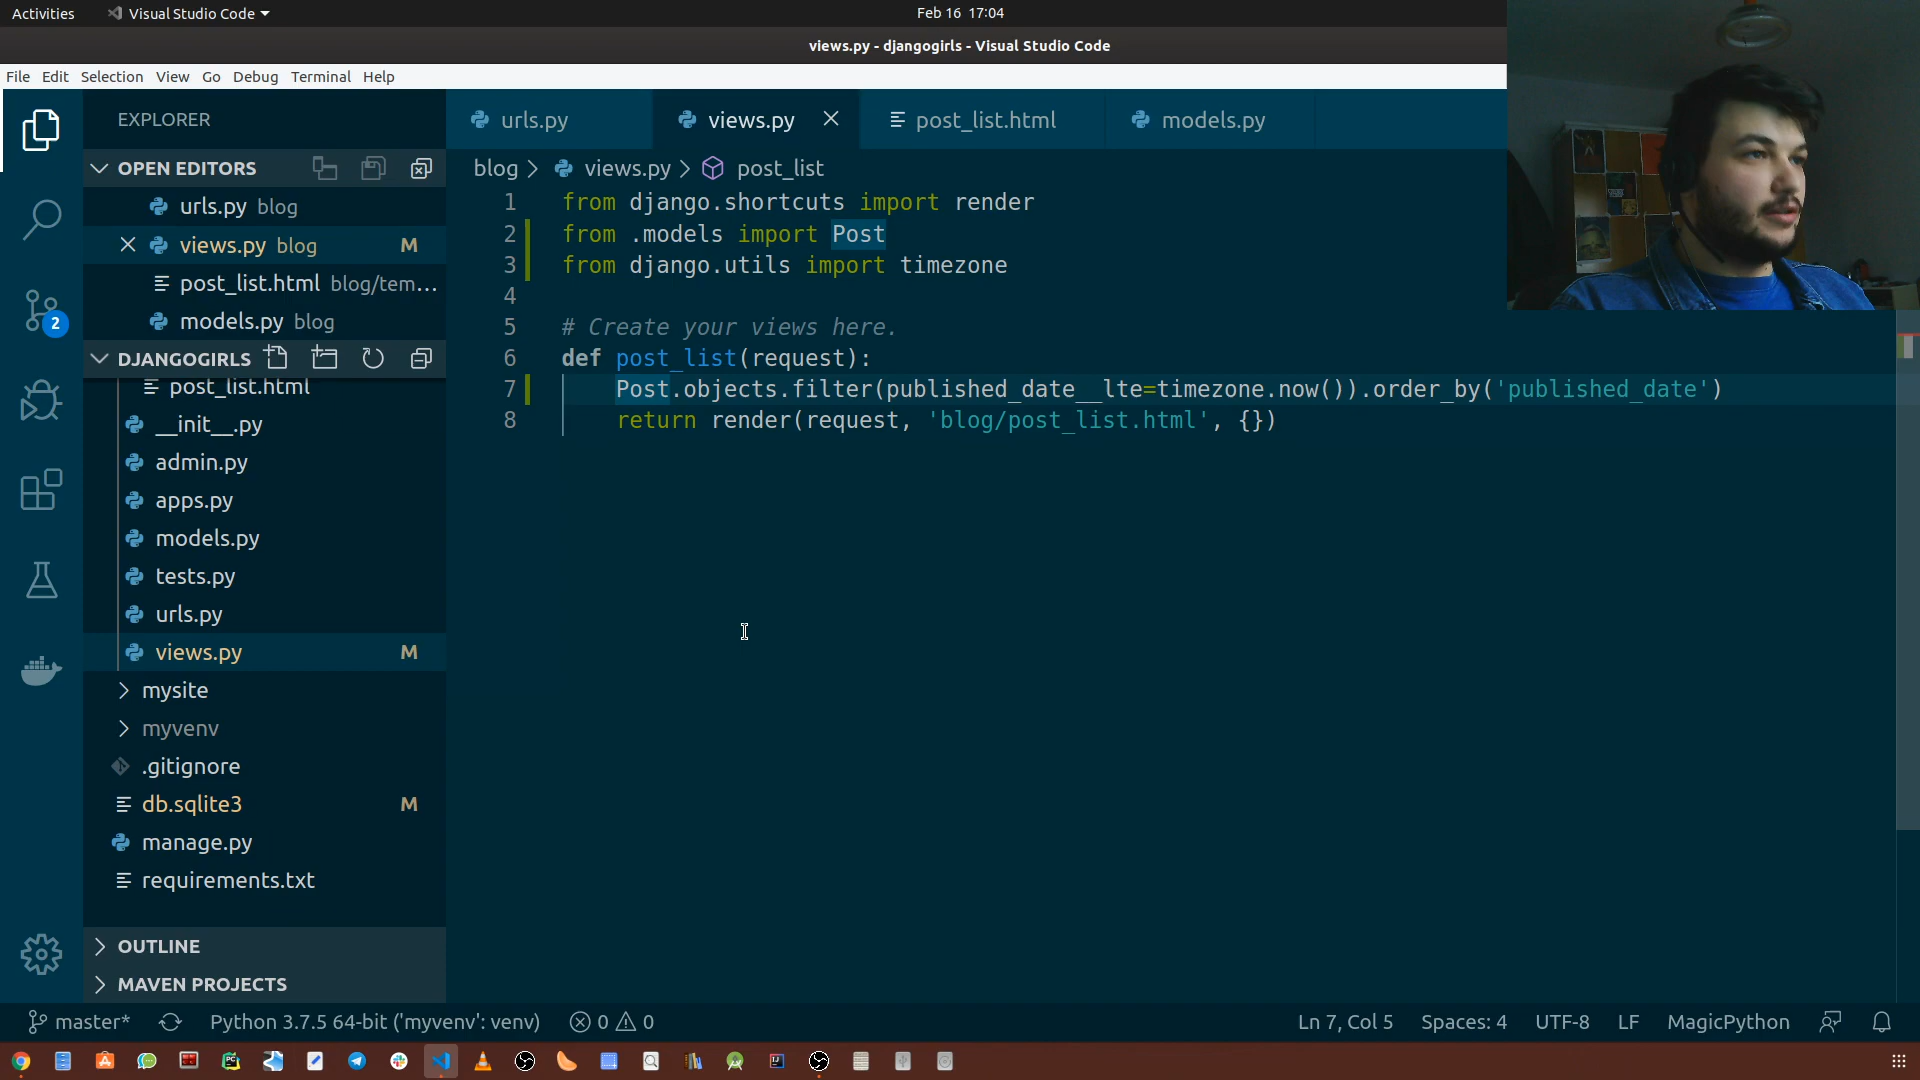 Activities
Visual Studio Code
Feb 16 17:04
views.py - djangogirls - Visual Studio Code
File Edit Selection View Go Debug Terminal Help
EXPLORER
OPEN EDITORS
urls.py blog
views.py blog M
post_list.html blog/tem...
models.py blog
DJANGOGIRLS
post_list.html
__init__.py
admin.py
apps.py
models.py
tests.py
urls.py
views.py M
mysite
myvenv
.gitignore
db.sqlite3 M
manage.py
requirements.txt
OUTLINE
MAVEN PROJECTS
2
urls.py
views.py
post_list.html
models.py
blog > views.py > post_list
1 from django.shortcuts import render
2 from .models import Post
3 from django.utils import timezone
4
5 # Create your views here.
6 def post_list(request):
7 Post.objects.filter(published_date__lte=timezone.now()).order_by('published_date')
8 return render(request, 'blog/post_list.html', {})
master*
Python 3.7.5 64-bit ('myvenv': venv)
0 0
Ln 7, Col 5
Spaces: 4
UTF-8
LF
MagicPython